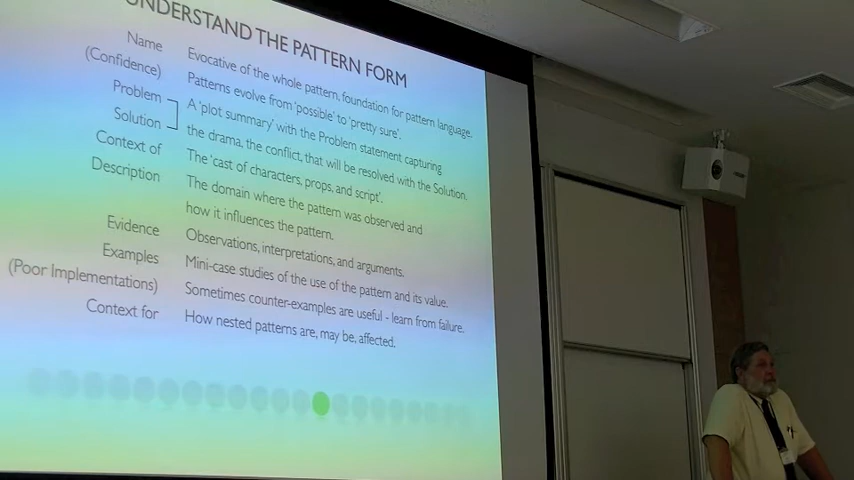 UNDERSTAND THE PATTERN FORM
Name Evocative of the whole pattern, foundation for pattern language.
(Confidence) Patterns evolve from 'possible' to 'pretty sure'.
Problem A 'plot summary' with the Problem statement capturing
Solution the drama, the conflict, that will be resolved with the Solution.
Context of The 'cast of characters, props, and script'.
Description The domain where the pattern was observed and
how it influences the pattern.
Evidence Observations, interpretations, and arguments.
Examples Mini-case studies of the use of the pattern and its value.
(Poor Implementations) Sometimes counter-examples are useful - learn from failure.
Context for How nested patterns are, may be, affected.